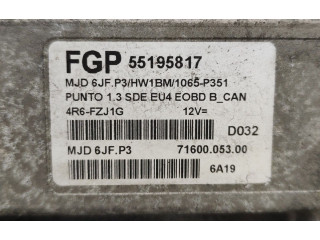 FGP 55195817
MJD 6JF.P3/HW1BM/1065-P351
PUNTO 1.3 SDE EU4 EOBD B_CAN
4R6-FZJ1G 12V=
D032
MJD 6JF.P3 71600.053.00
6A19